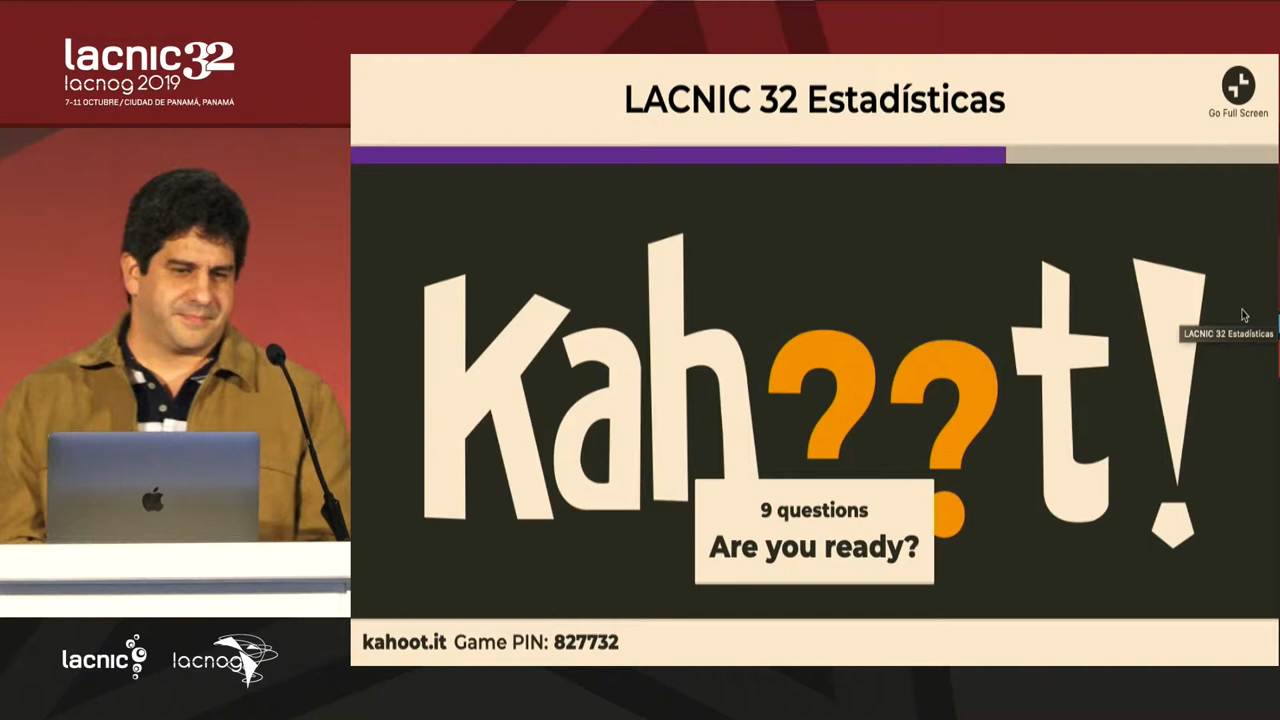 lacnic32
lacnog 2019
7-11 OCTUBRE / CIUDAD DE PANAMÁ, PANAMÁ
LACNIC 32 Estadísticas
Go Full Screen
Kah??t!
LACNIC 32 Estadísticas
9 questions
Are you ready?
kahoot.it Game PIN: 827732
lacnic
lacnog